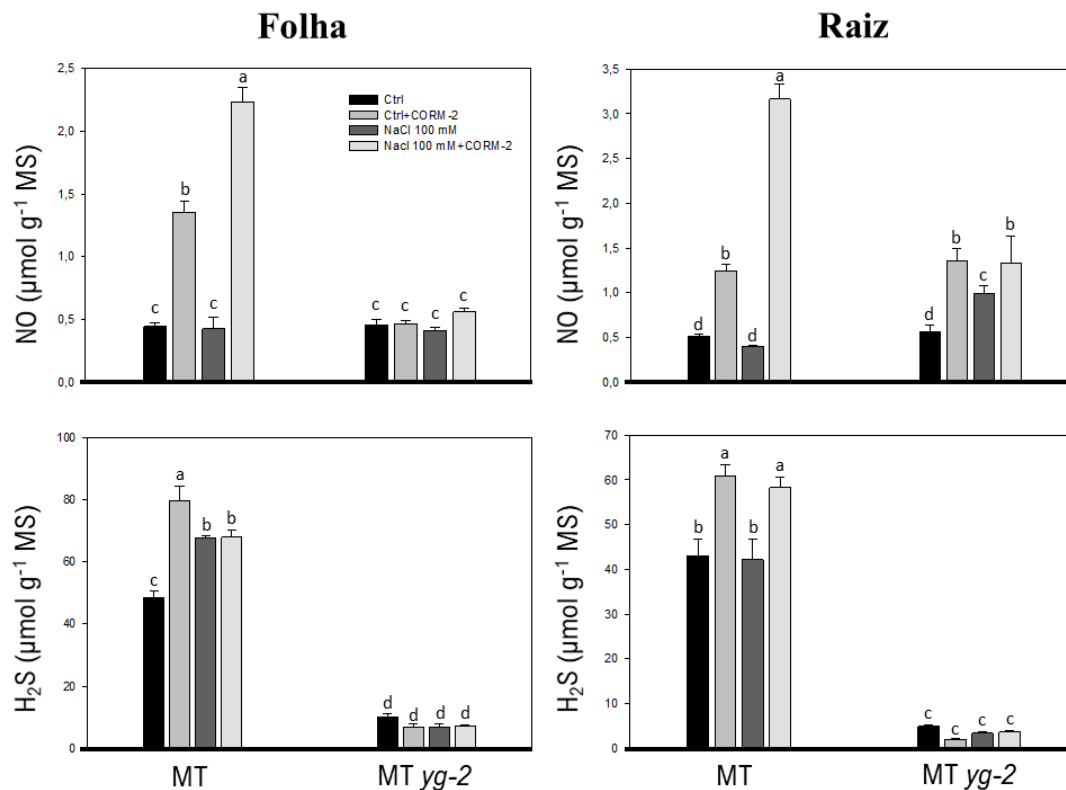 Folha
Raiz
NO (µmol g⁻¹ MS)
2,5
2,0
1,5
1,0
0,5
0,0
c
b
c
a
c
c
c
c
Ctrl
Ctrl+CORM-2
NaCl 100 mM
Nacl 100 mM+CORM-2
NO (µmol g⁻¹ MS)
3,5
3,0
2,5
2,0
1,5
1,0
0,5
0,0
d
b
d
a
d
b
c
b
H₂S (µmol g⁻¹ MS)
100
80
60
40
20
0
c
a
b
b
d
d
d
d
MT
MT yg-2
H₂S (µmol g⁻¹ MS)
70
60
50
40
30
20
10
0
b
a
b
a
c
c
c
c
MT
MT yg-2